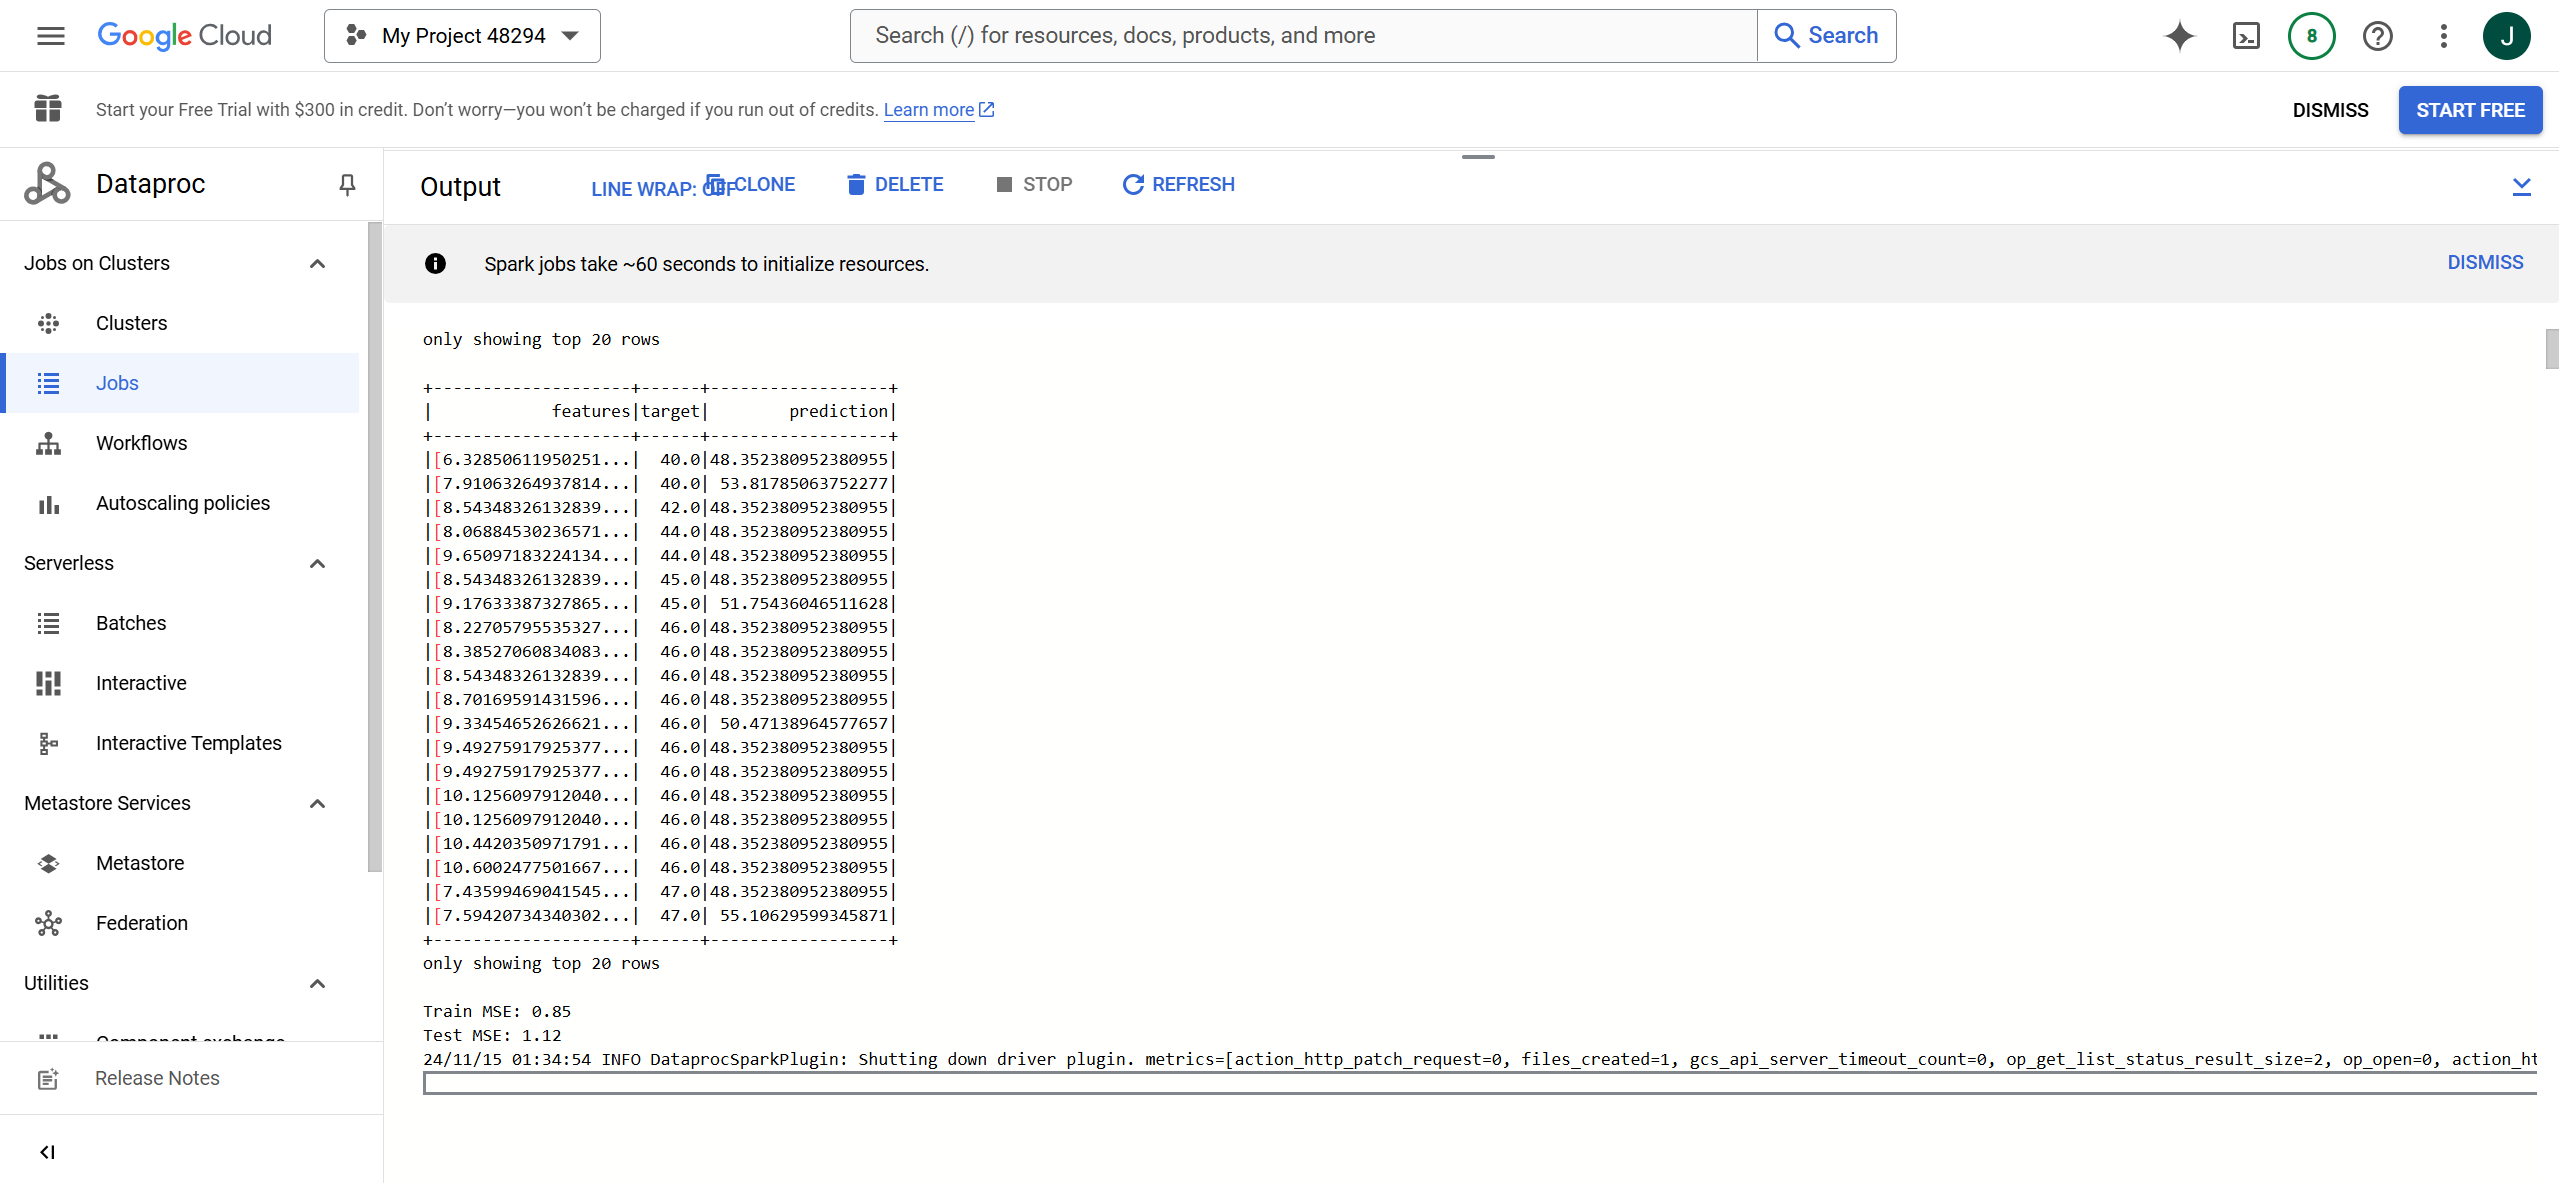 Google Cloud
My Project 48294
Search (/) for resources, docs, products, and more
Search
8
J
Start your Free Trial with $300 in credit. Don’t worry—you won’t be charged if you run out of credits. Learn more
DISMISS
START FREE
Dataproc
Jobs on Clusters
Clusters
Jobs
Workflows
Autoscaling policies
Serverless
Batches
Interactive
Interactive Templates
Metastore Services
Metastore
Federation
Utilities
Component exchange
Release Notes
Output
LINE WRAP: OFF
CLONE
DELETE
STOP
REFRESH
Spark jobs take ~60 seconds to initialize resources.
DISMISS
only showing top 20 rows
+--------------------+------+------------------+
|            features|target|        prediction|
+--------------------+------+------------------+
|[6.32850611950251...|  40.0|48.352380952380955|
|[7.91063264937814...|  40.0| 53.81785063752277|
|[8.54348326132839...|  42.0|48.352380952380955|
|[8.06884530236571...|  44.0|48.352380952380955|
|[9.65097183224134...|  44.0|48.352380952380955|
|[8.54348326132839...|  45.0|48.352380952380955|
|[9.17633387327865...|  45.0| 51.75436046511628|
|[8.22705795535327...|  46.0|48.352380952380955|
|[8.38527060834083...|  46.0|48.352380952380955|
|[8.54348326132839...|  46.0|48.352380952380955|
|[8.70169591431596...|  46.0|48.352380952380955|
|[9.33454652626621...|  46.0| 50.47138964577657|
|[9.49275917925377...|  46.0|48.352380952380955|
|[9.49275917925377...|  46.0|48.352380952380955|
|[10.1256097912040...|  46.0|48.352380952380955|
|[10.1256097912040...|  46.0|48.352380952380955|
|[10.4420350971791...|  46.0|48.352380952380955|
|[10.6002477501667...|  46.0|48.352380952380955|
|[7.43599469041545...|  47.0|48.352380952380955|
|[7.59420734340302...|  47.0| 55.10629599345871|
+--------------------+------+------------------+
only showing top 20 rows
Train MSE: 0.85
Test MSE: 1.12
24/11/15 01:34:54 INFO DataprocSparkPlugin: Shutting down driver plugin. metrics=[action_http_patch_request=0, files_created=1, gcs_api_server_timeout_count=0, op_get_list_status_result_size=2, op_open=0, action_ht